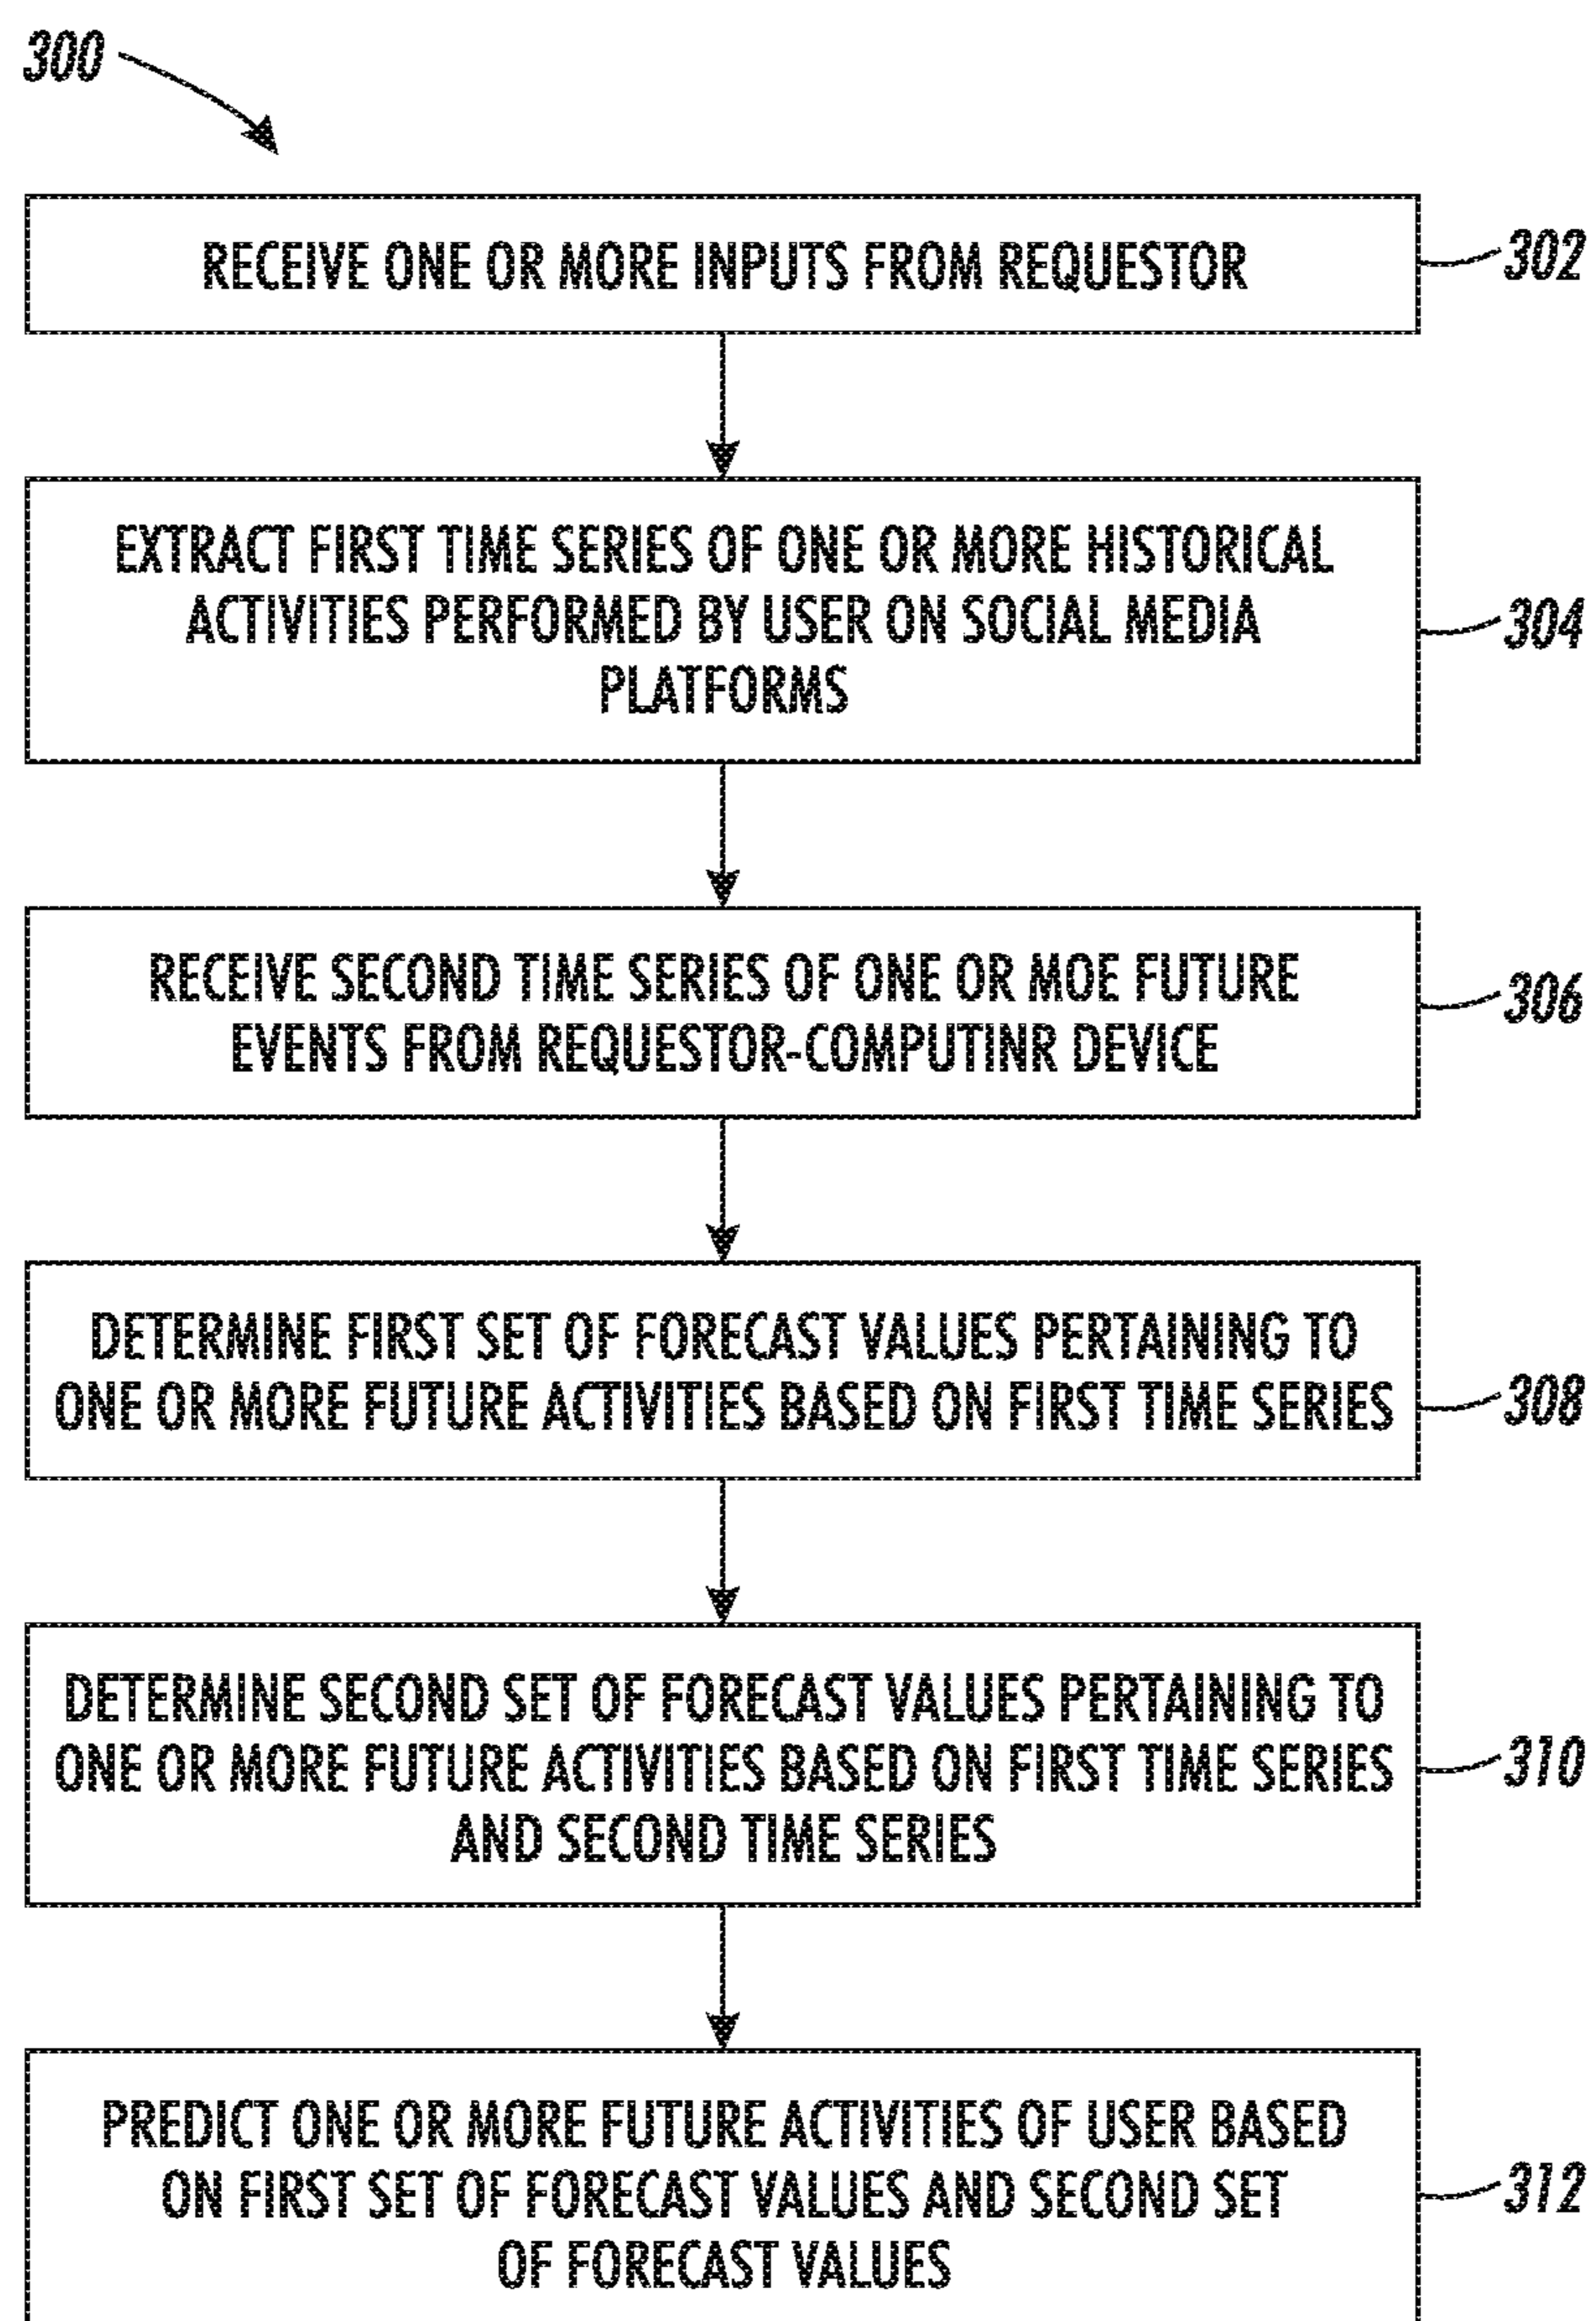 300
RECEIVE ONE OR MORE INPUTS FROM REQUESTOR
302
EXTRACT FIRST TIME SERIES OF ONE OR MORE HISTORICAL
ACTIVITIES PERFORMED BY USER ON SOCIAL MEDIA
PLATFORMS
304
RECEIVE SECOND TIME SERIES OF ONE OR MOE FUTURE
EVENTS FROM REQUESTOR-COMPUTINR DEVICE
306
DETERMINE FIRST SET OF FORECAST VALUES PERTAINING TO
ONE OR MORE FUTURE ACTIVITIES BASED ON FIRST TIME SERIES
308
DETERMINE SECOND SET OF FORECAST VALUES PERTAINING TO
ONE OR MORE FUTURE ACTIVITIES BASED ON FIRST TIME SERIES
AND SECOND TIME SERIES
310
PREDICT ONE OR MORE FUTURE ACTIVITIES OF USER BASED
ON FIRST SET OF FORECAST VALUES AND SECOND SET
OF FORECAST VALUES
312